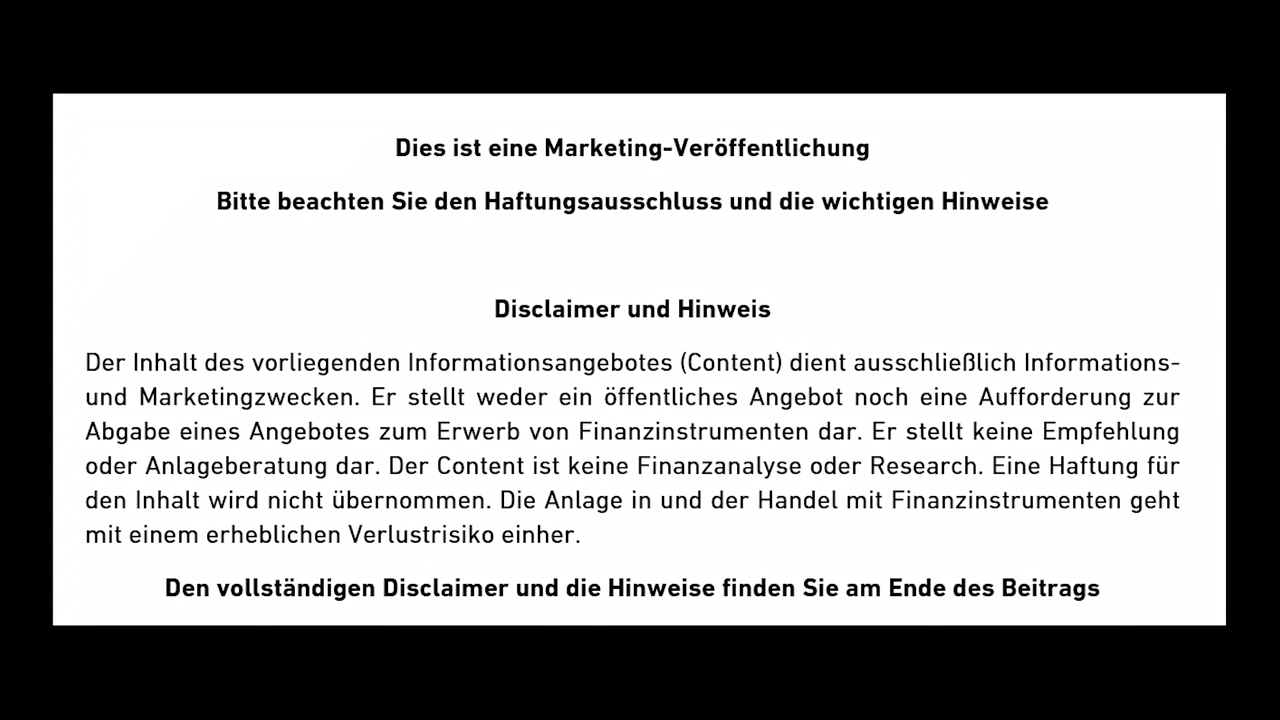 Dies ist eine Marketing-Veröffentlichung
Bitte beachten Sie den Haftungsausschluss und die wichtigen Hinweise
Disclaimer und Hinweis
Der Inhalt des vorliegenden Informationsangebotes (Content) dient ausschließlich Informations-
und Marketingzwecken. Er stellt weder ein öffentliches Angebot noch eine Aufforderung zur
Abgabe eines Angebotes zum Erwerb von Finanzinstrumenten dar. Er stellt keine Empfehlung
oder Anlageberatung dar. Der Content ist keine Finanzanalyse oder Research. Eine Haftung für
den Inhalt wird nicht übernommen. Die Anlage in und der Handel mit Finanzinstrumenten geht
mit einem erheblichen Verlustrisiko einher.
Den vollständigen Disclaimer und die Hinweise finden Sie am Ende des Beitrags